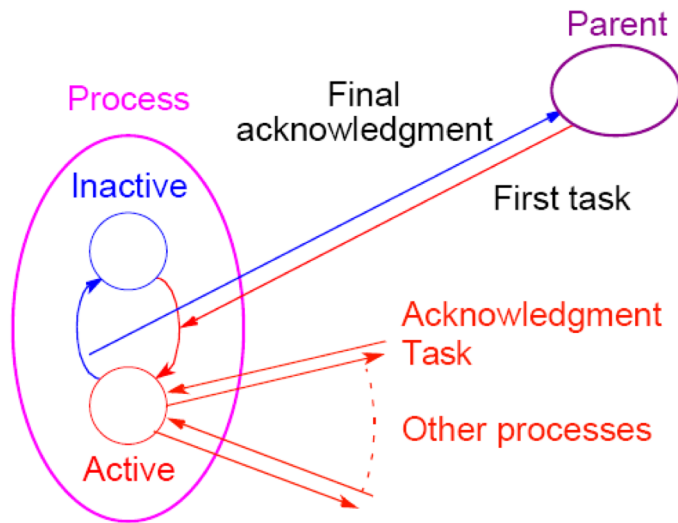 Parent
Process
Final
acknowledgment
Inactive
First task
Acknowledgment
Task
Other processes
Active